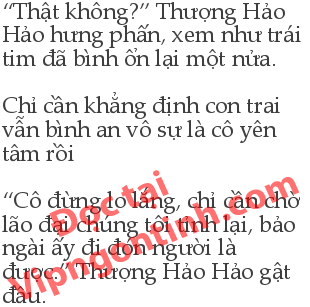 “Thật không?” Thượng Hảo
Hảo hưng phấn, xem như trái
tim đã bình ổn lại một nửa.
Chỉ cần khẳng định con trai
vẫn bình an vô sự là cô yên
tâm rồi
“Cô đừng lo lắng, chỉ cần chờ
lão đại chúng tôi tỉnh lại, bảo
ngài ấy đi đón người là
được.” Thượng Hảo Hảo gật
đầu.
Đọc tại
Vipngontinh.com